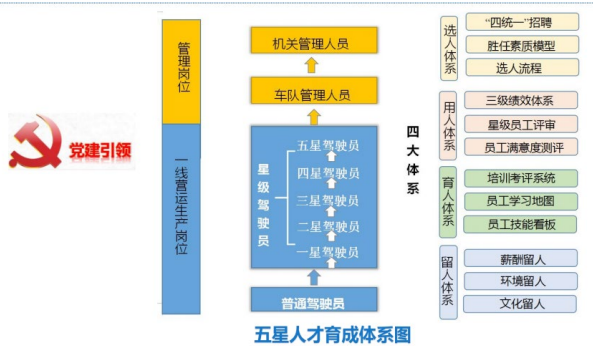 党建引领
管理岗位
一线营运生产岗位
机关管理人员
车队管理人员
星级驾驶员
五星驾驶员
四星驾驶员
三星驾驶员
二星驾驶员
一星驾驶员
普通驾驶员
四大体系
选人体系
“四统一”招聘
胜任素质模型
选人流程
用人体系
三级绩效体系
星级员工评审
员工满意度测评
育人体系
培训考评系统
员工学习地图
员工技能看板
留人体系
薪酬留人
环境留人
文化留人
五星人才育成体系图